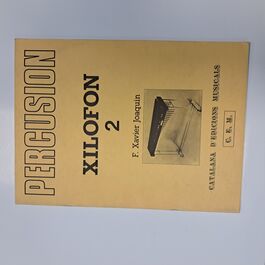 PERCUSION
XILOFON
2
F. Xavier Joaquin
CATALANA D'EDICIONS MUSICALS
C. E. M.